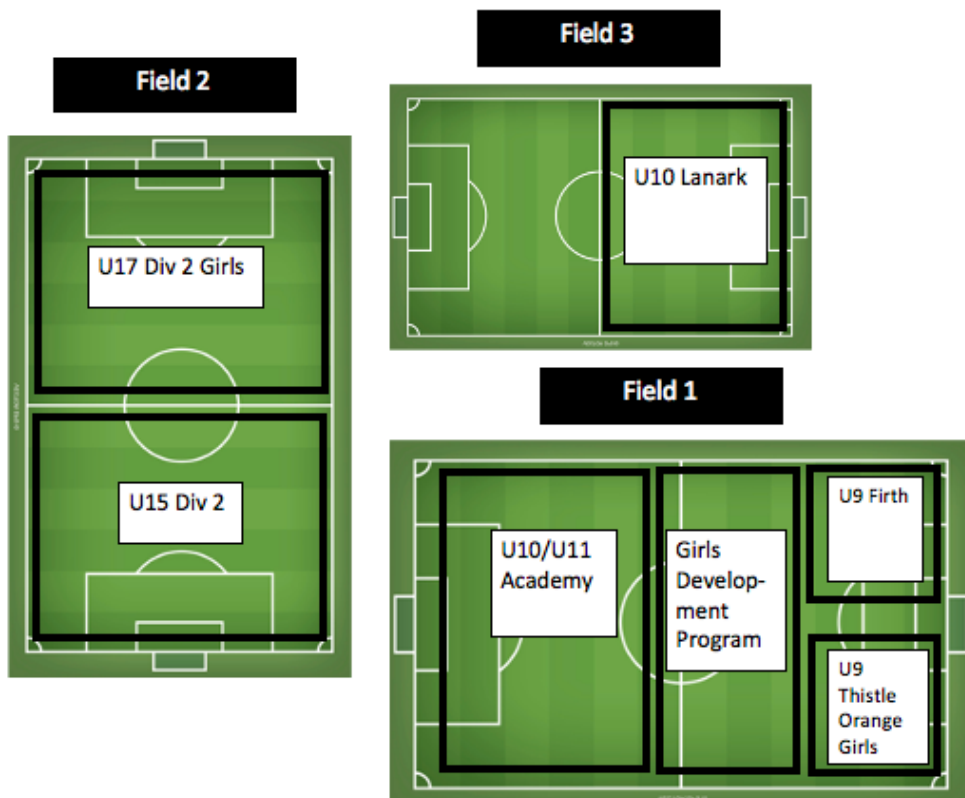 Field 3
Field 2
U10 Lanark
U17 Div 2 Girls
Field 1
U15 Div 2
U10/U11
Academy
Girls
Develop-
ment
Program
U9 Firth
U9
Thistle
Orange
Girls